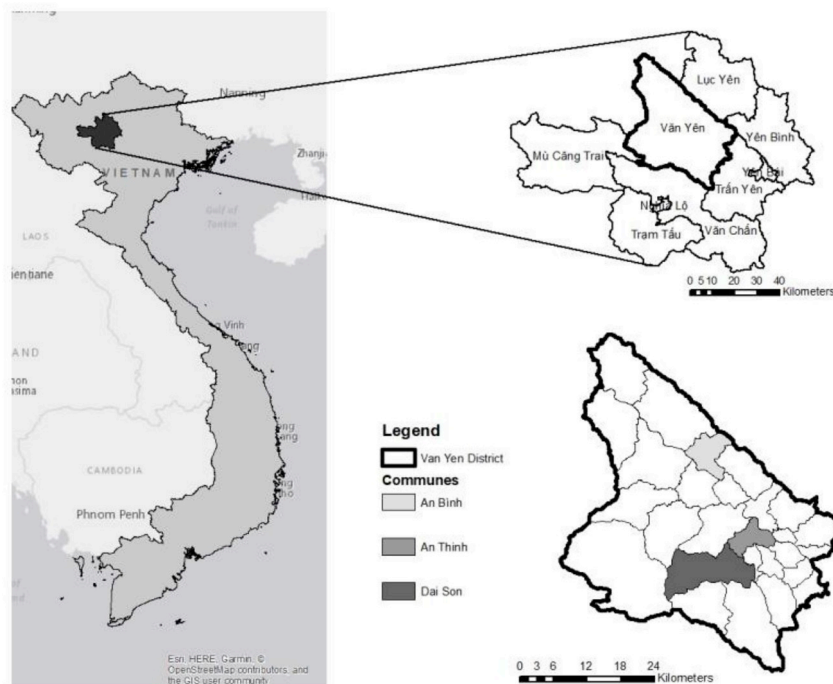 Nanning
VIETNAM
Zhanji-
Gulf of
Tonkin
LAOS
Vinh
CAMBODIA
Phnom Penh
Esri, HERE, Garmin, ©
OpenStreetMap contributors, and
the GIS user community
Lục Yên
Văn Yên
Yên Bình
Mù Căng Trai
Yên Bái
Trấn Yên
Nghĩa Lộ
Trạm Tấu
Văn Chấn
0 5 10 20 30 40
Kilometers
Legend
Van Yen District
Communes
An Bình
An Thinh
Dai Son
0 3 6 12 18 24
Kilometers